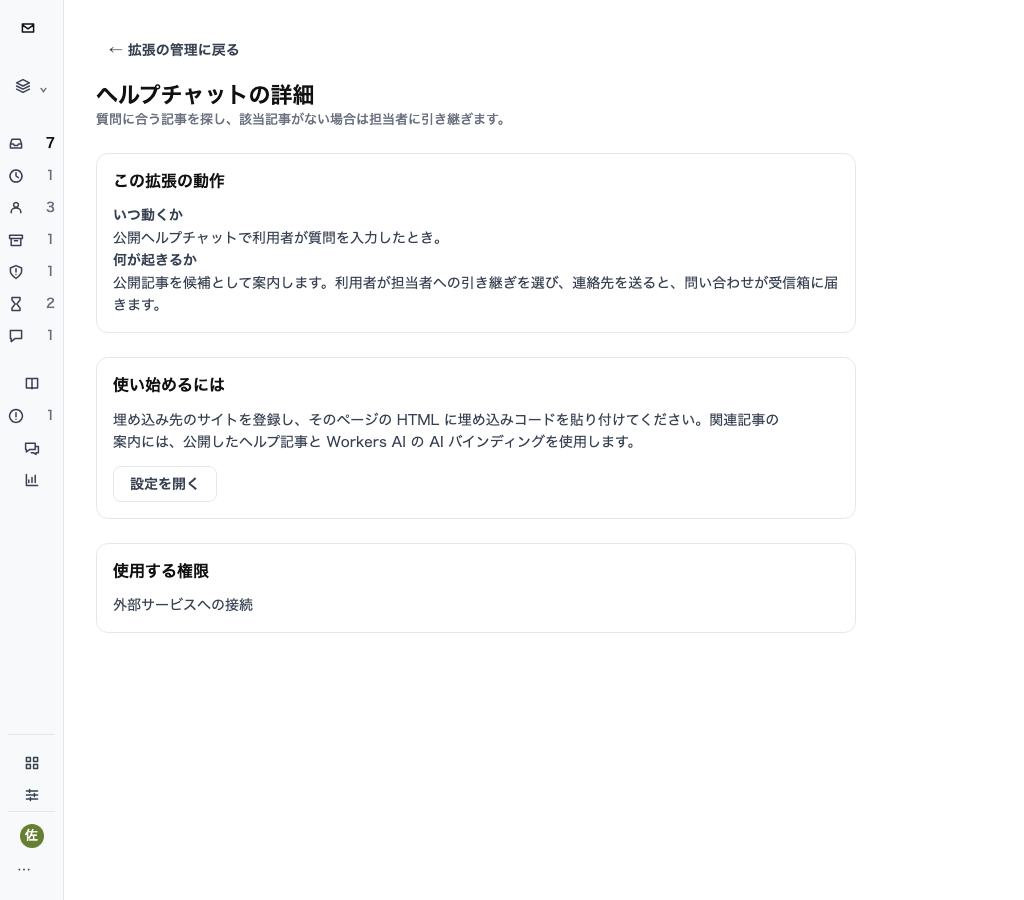 ← 拡張の管理に戻る
ヘルプチャットの詳細
質問に合う記事を探し、該当記事がない場合は担当者に引き継ぎます。
7
1
3
1
1
2
1
1
この拡張の動作
いつ動くか
公開ヘルプチャットで利用者が質問を入力したとき。
何が起きるか
公開記事を候補として案内します。利用者が担当者への引き継ぎを選び、連絡先を送ると、問い合わせが受信箱に届
きます。
使い始めるには
埋め込み先のサイトを登録し、そのページの HTML に埋め込みコードを貼り付けてください。関連記事の
案内には、公開したヘルプ記事と Workers AI の AI バインディングを使用します。
設定を開く
使用する権限
外部サービスへの接続
佐